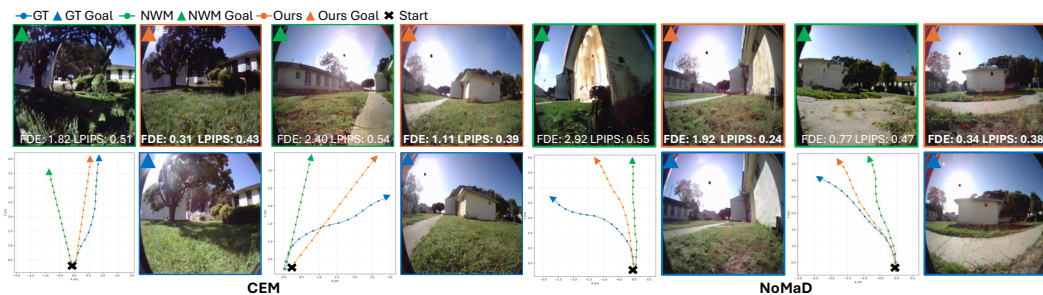 GT GT Goal NWM NWM Goal Ours Ours Goal Start
FDE: 1.82 LPIPS: 0.51
FDE: 0.31 LPIPS: 0.43
FDE: 2.40 LPIPS: 0.54
FDE: 1.11 LPIPS: 0.39
FDE: 2.92 LPIPS: 0.55
FDE: 1.92 LPIPS: 0.24
FDE: 0.77 LPIPS: 0.47
FDE: 0.34 LPIPS: 0.38
CEM
NoMaD